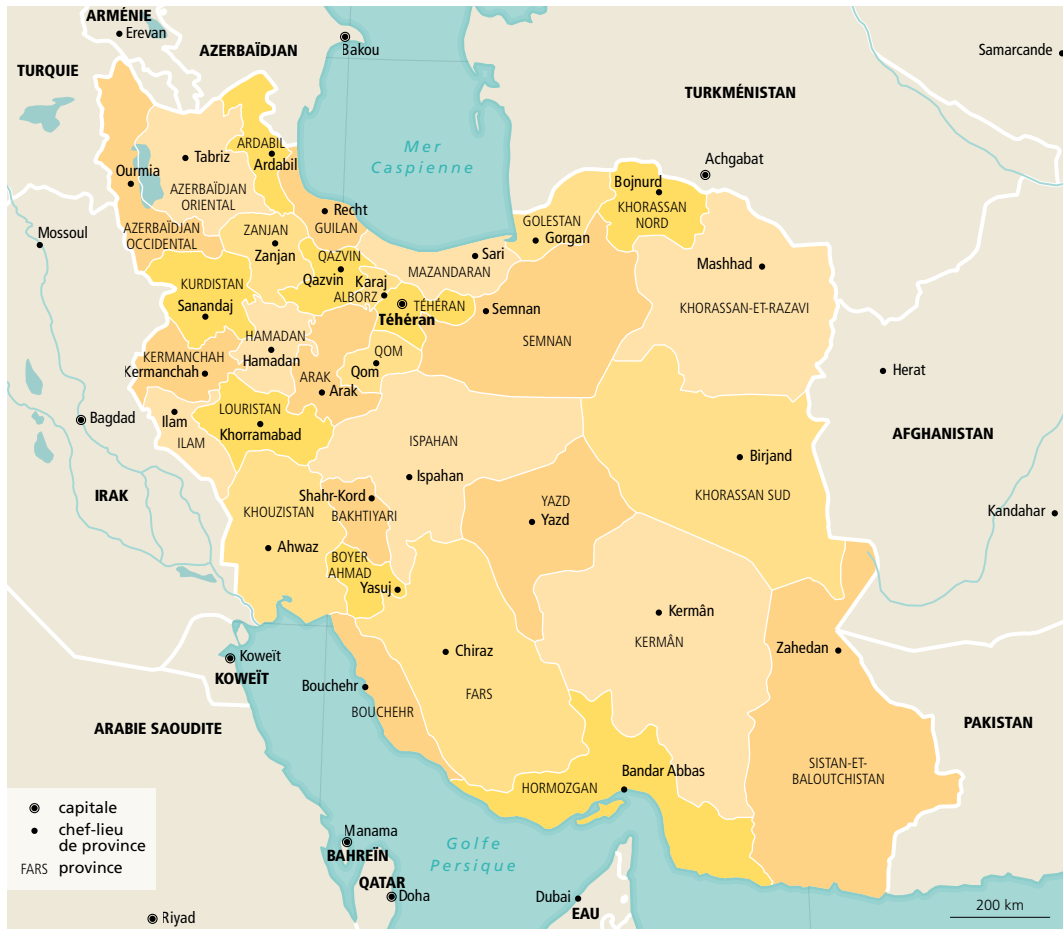 ARMÉNIE
Erevan
AZERBAÏDJAN
Bakou
Samarcande
TURQUIE
TURKMÉNISTAN
Mer
Caspienne
ARDABIL
Ardabil
Tabriz
Achgabat
Ourmia
AZERBAÏDJAN
ORIENTAL
Bojnurd
KHORASSAN
NORD
Recht
GUILAN
GOLESTAN
Gorgan
Mossoul
AZERBAÏDJAN
OCCIDENTAL
ZANJAN
Zanjan
QAZVIN
Qazvin
Sari
MAZANDARAN
Mashhad
KHORASSAN-ET-RAZAVI
KURDISTAN
Sanandaj
Karaj
ALBORZ
TÉHÉRAN
Téhéran
Semnan
SEMNAN
HAMADAN
Hamadan
KERMANCHAH
Kermanchah
QOM
Qom
ARAK
Arak
Herat
Bagdad
Ilam
ILAM
LOURISTAN
Khorramabad
ISPAHAN
Ispahan
AFGHANISTAN
Birjand
KHORASSAN SUD
IRAK
KHOUZISTAN
Shahr-Kord
BAKHTIYARI
YAZD
Yazd
Kandahar
Ahwaz
BOYER
AHMAD
Yasuj
Kermân
KERMÂN
Koweït
KOWEÏT
Chiraz
FARS
Zahedan
Bouchehr
BOUCHEHR
ARABIE SAOUDITE
PAKISTAN
SISTAN-ET-
BALOUTCHISTAN
Bandar Abbas
HORMOZGAN
capitale
chef-lieu
de province
FARS province
Manama
BAHREÏN
Golfe
Persique
QATAR
Doha
Dubai
EAU
Riyad
200 km